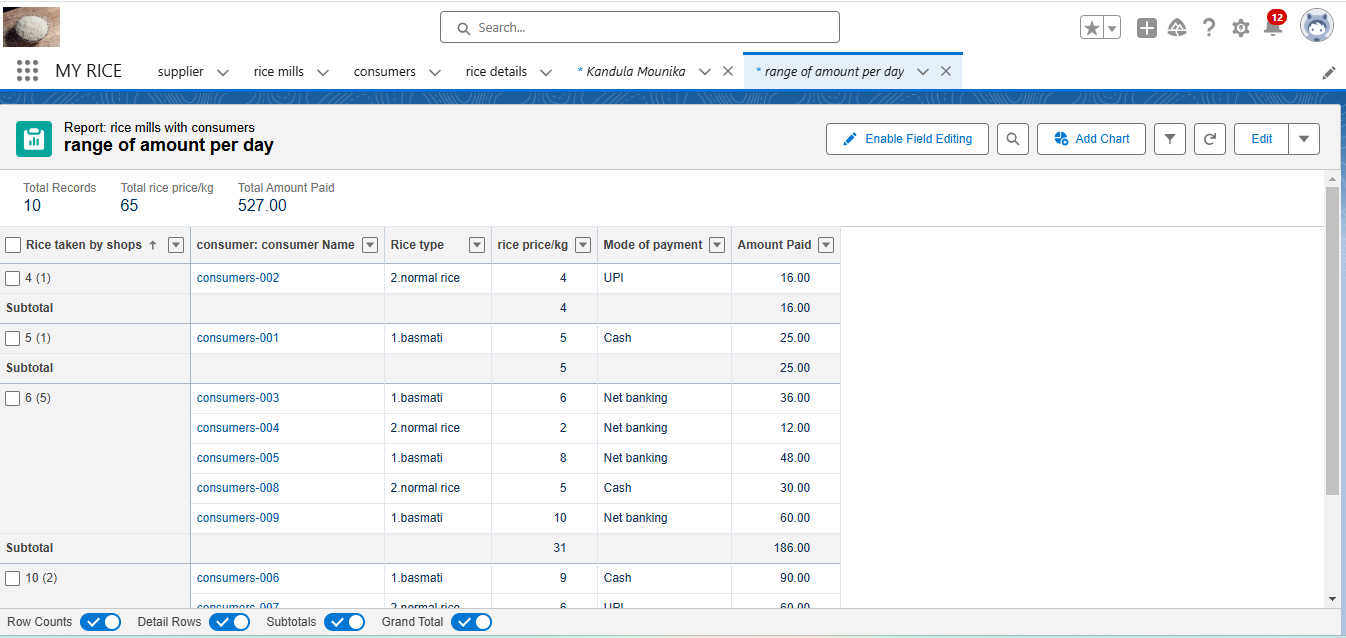 Search...
12
MY RICE supplier rice mills consumers rice details * Kandula Mounika * range of amount per day
Report: rice mills with consumers
range of amount per day
Enable Field Editing Add Chart Edit
Total Records Total rice price/kg Total Amount Paid
10 65 527.00
Rice taken by shops ↑ consumer: consumer Name Rice type rice price/kg Mode of payment Amount Paid
4 (1) consumers-002 2.normal rice 4 UPI 16.00
Subtotal 4 16.00
5 (1) consumers-001 1.basmati 5 Cash 25.00
Subtotal 5 25.00
6 (5) consumers-003 1.basmati 6 Net banking 36.00
consumers-004 2.normal rice 2 Net banking 12.00
consumers-005 1.basmati 8 Net banking 48.00
consumers-008 2.normal rice 5 Cash 30.00
consumers-009 1.basmati 10 Net banking 60.00
Subtotal 31 186.00
10 (2) consumers-006 1.basmati 9 Cash 90.00
consumers-007 2.normal rice 6 UPI 60.00
Row Counts Detail Rows Subtotals Grand Total